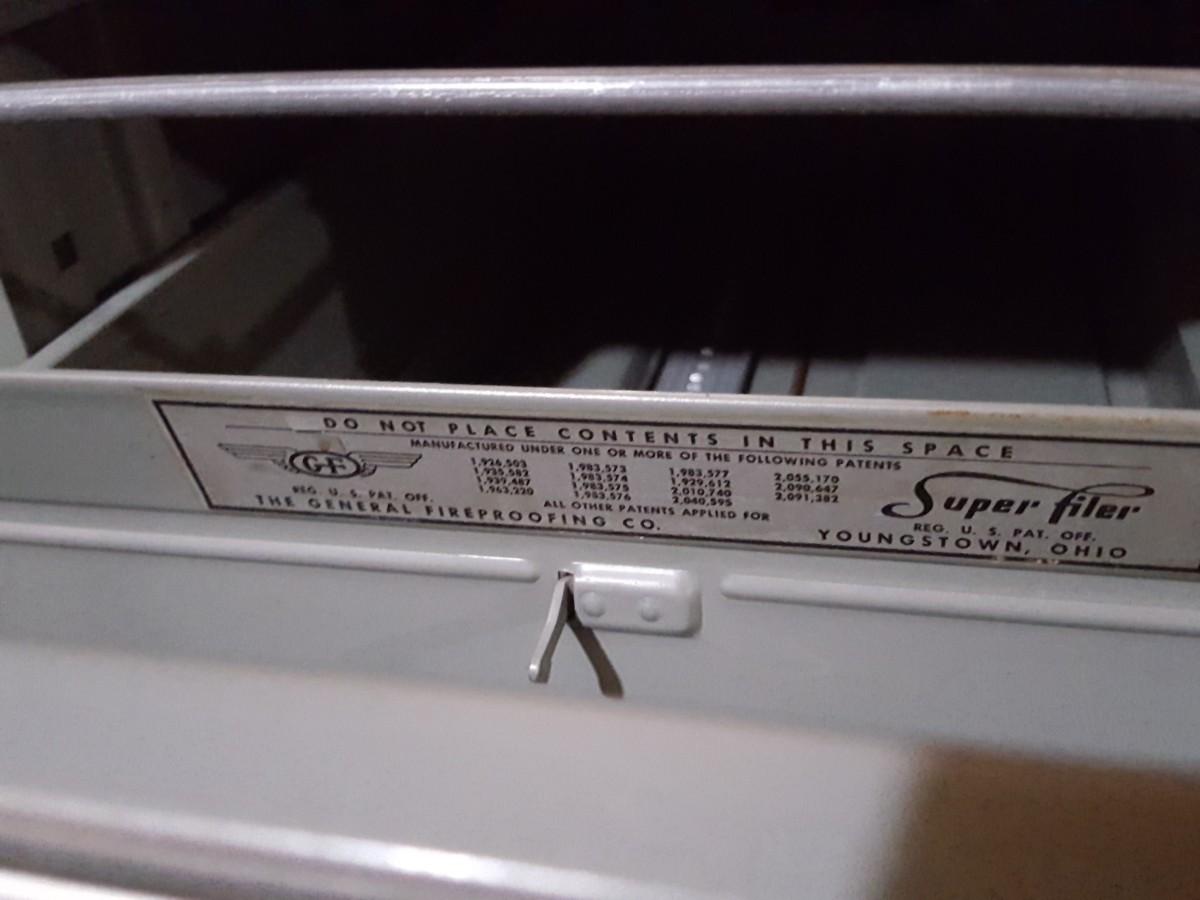 DO NOT PLACE CONTENTS IN THIS SPACE
MANUFACTURED UNDER ONE OR MORE OF THE FOLLOWING PATENTS
GF
REG. U. S. PAT. OFF.
1,926,503 1,983,573 1,983,577 2,055,170
1,935,582 1,983,574 1,929,612 2,090,647
1,939,487 1,983,575 2,010,740 2,091,382
1,963,220 1,983,576 2,040,595
ALL OTHER PATENTS APPLIED FOR
THE GENERAL FIREPROOFING CO.
Super filer
REG. U. S. PAT. OFF.
YOUNGSTOWN, OHIO